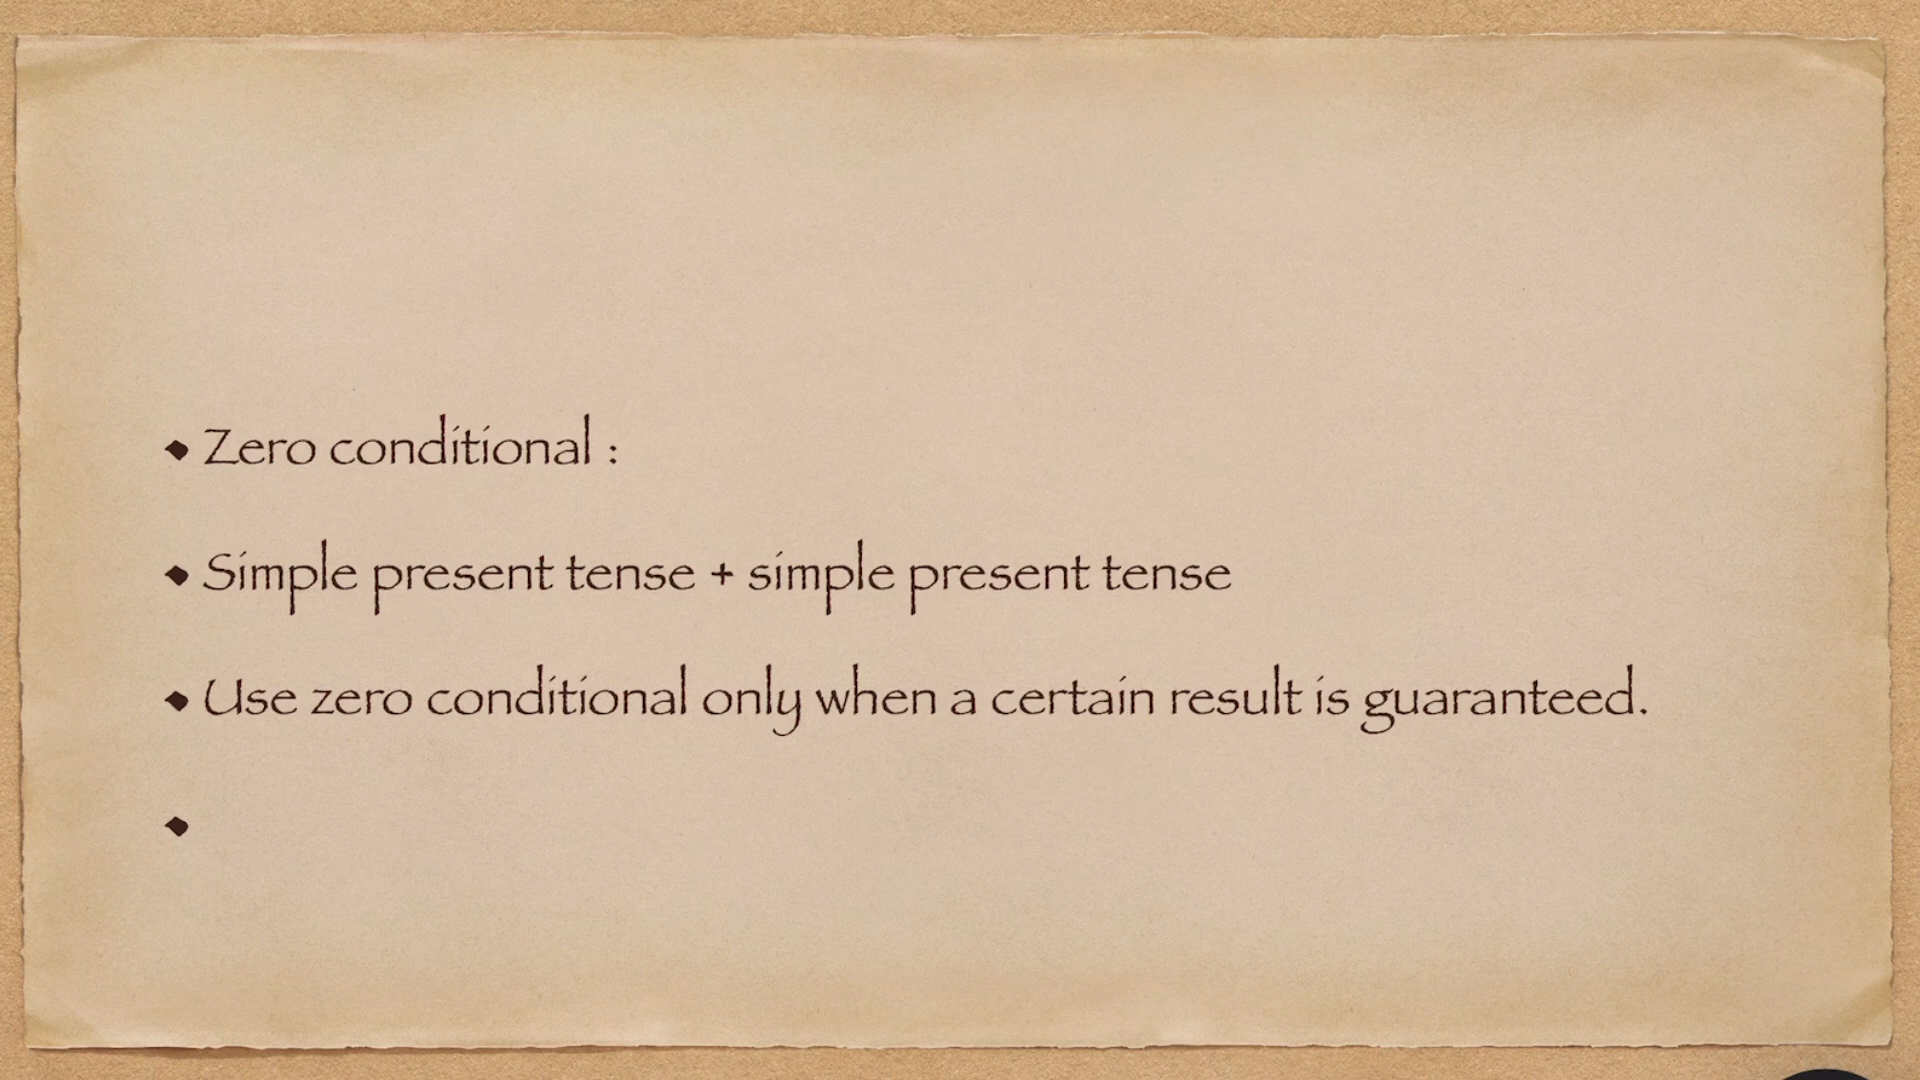 • Zero conditional :
• Simple present tense + simple present tense
• Use zero conditional only when a certain result is guaranteed.
•